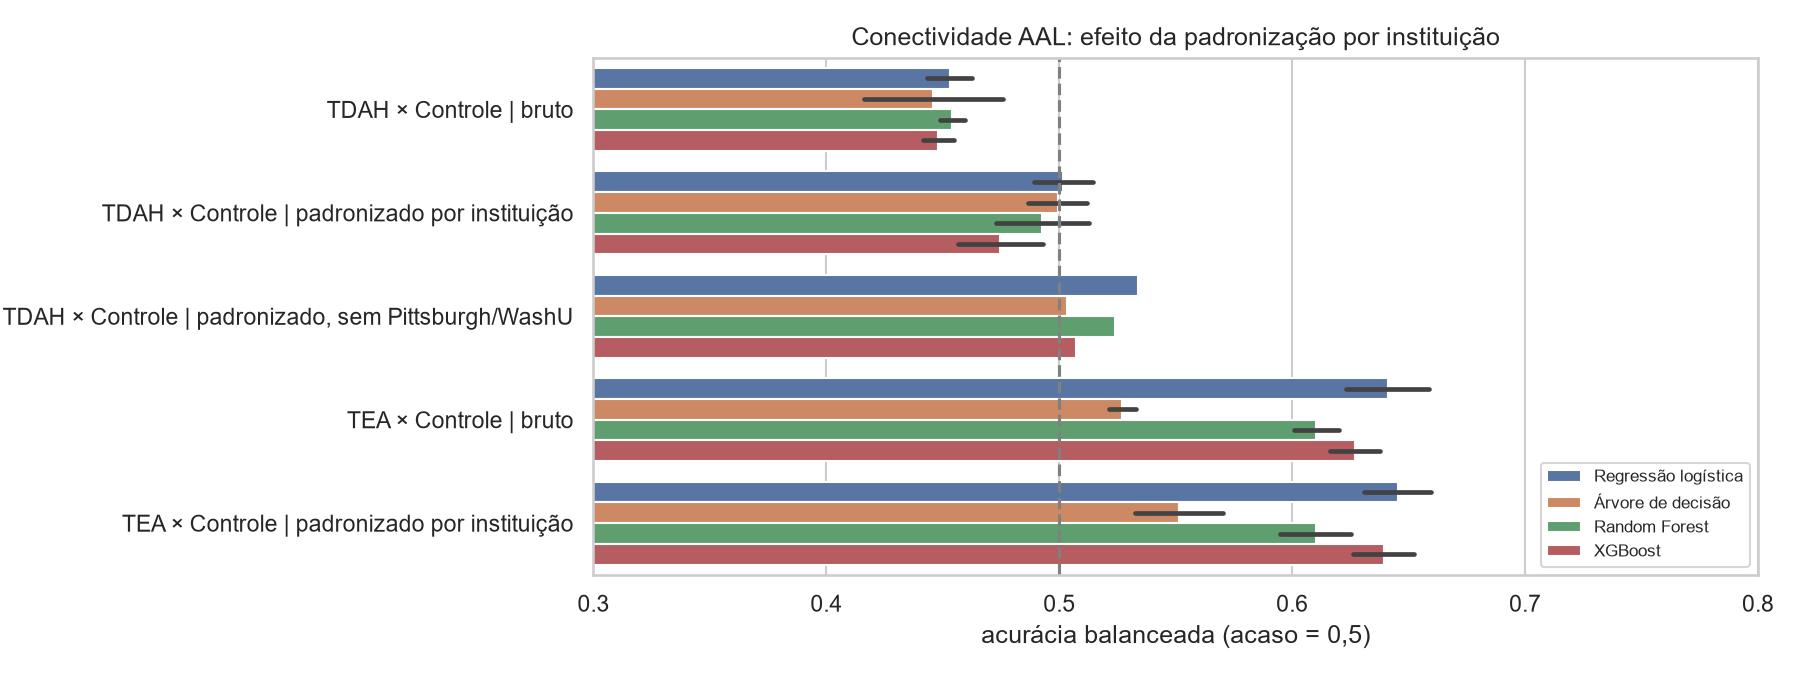 Conectividade AAL: efeito da padronização por instituição
TDAH × Controle | bruto
TDAH × Controle | padronizado por instituição
TDAH × Controle | padronizado, sem Pittsburgh/WashU
TEA × Controle | bruto
TEA × Controle | padronizado por instituição
Regressão logística
Árvore de decisão
Random Forest
XGBoost
0.3 0.4 0.5 0.6 0.7 0.8
acurácia balanceada (acaso = 0,5)